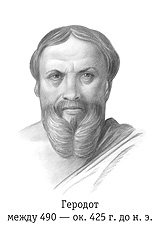 Геродот
между 490 — ок. 425 г. до н. э.